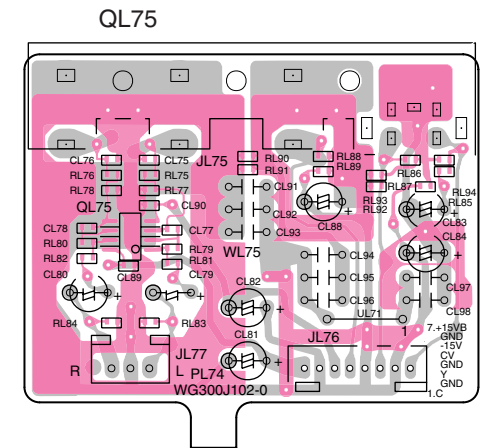 QL75
CL76 CL75 JL75 RL90 RL88
RL91 RL89 RL86
RL76 RL75
RL78 RL77 CL91 RL93 RL87 RL94
QL75 CL90 RL92 RL85
CL92 CL83
CL78 CL77 CL93 CL88
RL80 RL79 WL75 CL84
RL82 RL81 CL94
CL80 CL89 CL79 CL82 CL95 CL97
CL96 CL98
UL71
RL84 RL83 CL81 JL76 1 7.+15VB
GND
-15V
JL77 CV
R L PL74 GND
Y
WG300J102-0 GND
1.C